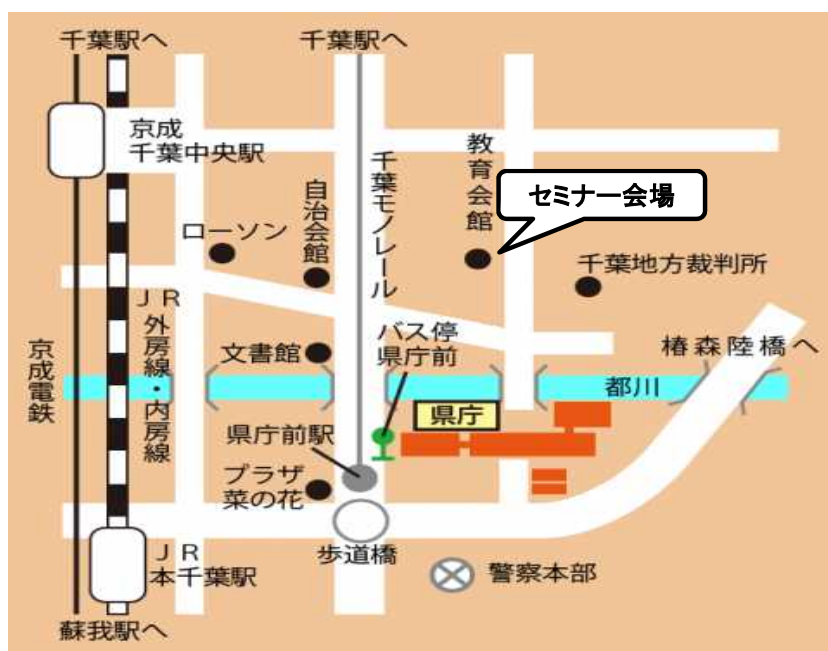 千葉駅へ
千葉駅へ
京成
千葉中央駅
教育会館
セミナー会場
千葉モノレール
自治会館
ローソン
千葉地方裁判所
JR
外房線・内房線
バス停
県庁前
文書館
椿森陸橋へ
京成電鉄
都川
県庁
県庁前駅
プラザ
菜の花
歩道橋
JR
本千葉駅
警察本部
蘇我駅へ